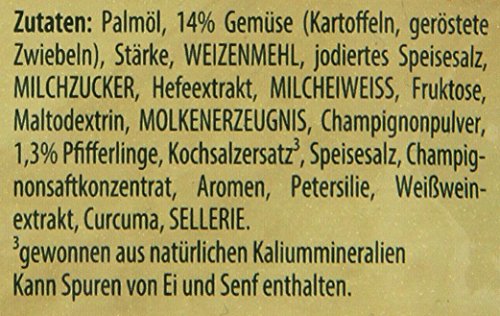 Zutaten: Palmöl, 14% Gemüse (Kartoffeln, geröstete
Zwiebeln), Stärke, WEIZENMEHL, jodiertes Speisesalz,
MILCHZUCKER, Hefeextrakt, MILCHEIWEISS, Fruktose,
Maltodextrin, MOLKENERZEUGNIS, Champignonpulver,
1,3% Pfifferlinge, Kochsalzersatz³, Speisesalz, Champig-
nonsaftkonzentrat, Aromen, Petersilie, Weißwein-
extrakt, Curcuma, SELLERIE.
³gewonnen aus natürlichen Kaliummineralien
Kann Spuren von Ei und Senf enthalten.